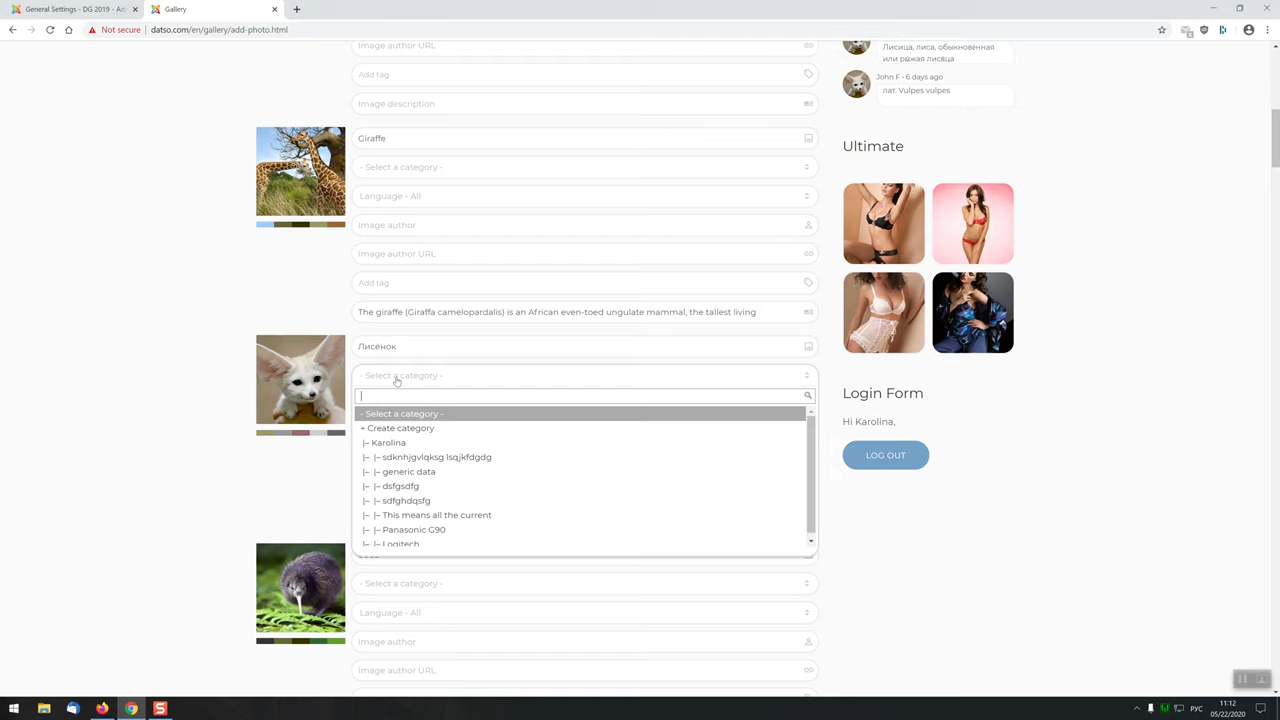 General Settings - DG 2019 - Ad
Gallery
Not secure
datso.com/en/gallery/add-photo.html
Image author URL
Add tag
Image description
Лисица, лиса, обыкновённая
или рыжая лисица
John F - 6 days ago
лат. Vulpes vulpes
Giraffe
- Select a category -
Language - All
Image author
Image author URL
Add tag
The giraffe (Giraffa camelopardalis) is an African even-toed ungulate mammal, the tallest living
Ultimate
Лисёнок
- Select a category -
- Select a category -
+ Create category
|– Karolina
|– |– sdknhjgvlqksg lsqjkfdgdg
|– |– generic data
|– |– dsfgsdfg
|– |– sdfghdqsfg
|– |– This means all the current
|– |– Panasonic G90
|– |– Logitech
Login Form
Hi Karolina,
LOG OUT
- Select a category -
Language - All
Image author
Image author URL
РУС
11:12
05/22/2020